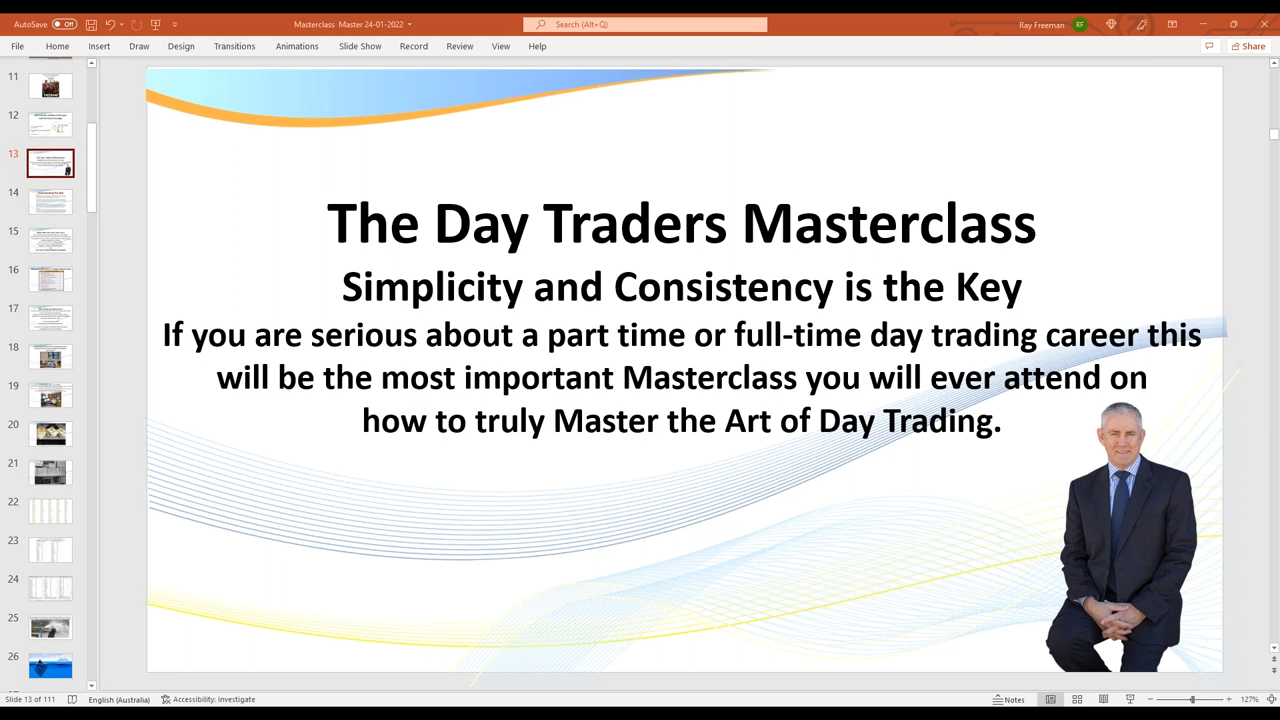 AutoSave Off Masterclass Master 24-01-2022 Search (Alt+Q) Ray Freeman RF
File Home Insert Draw Design Transitions Animations Slide Show Record Review View Help Share
11
12
13
14
15
16
17
18
19
20
21
22
23
24
25
26
The Day Traders Masterclass
Simplicity and Consistency is the Key
If you are serious about a part time or full-time day trading career this
will be the most important Masterclass you will ever attend on
how to truly Master the Art of Day Trading.
Slide 13 of 111 English (Australia) Accessibility: Investigate Notes 127%